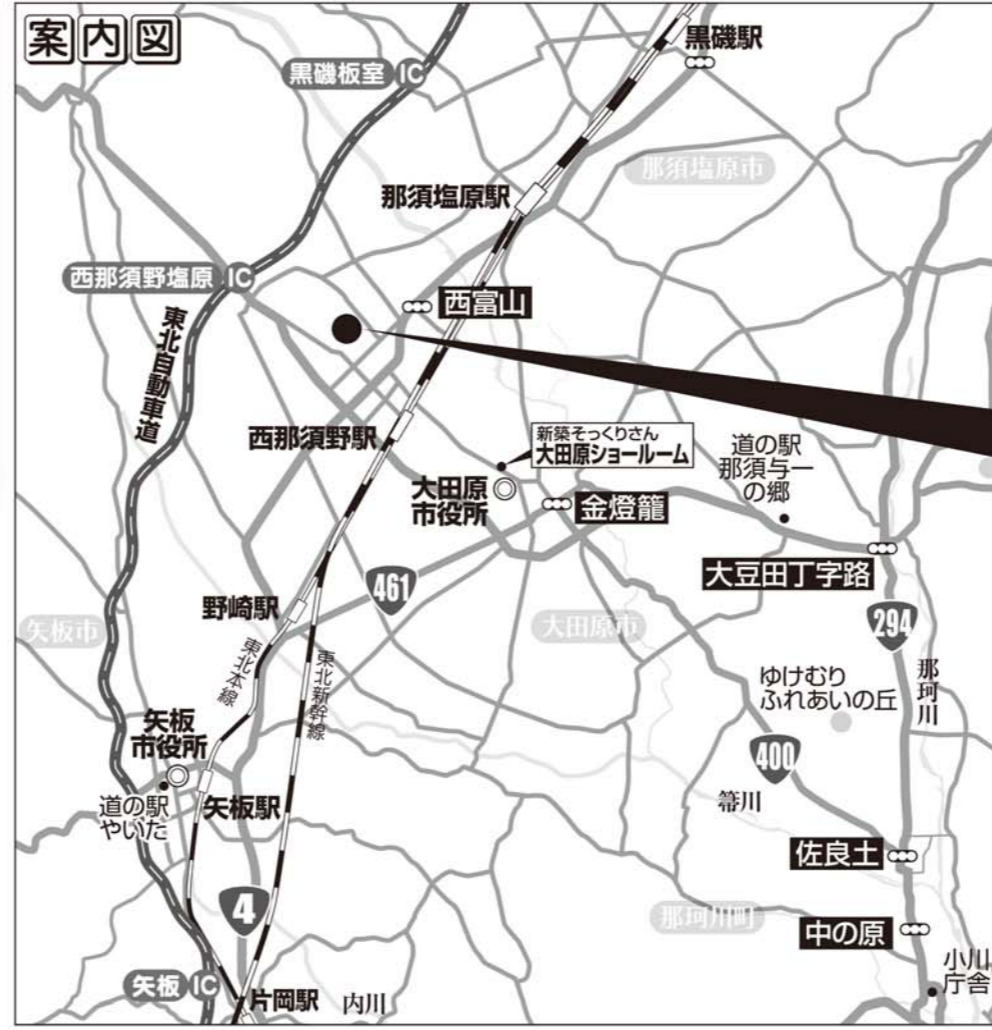 案内図
黒磯駅
黒磯板室 IC
那須塩原市
那須塩原駅
西那須野塩原 IC
西富山
東北自動車道
西那須野駅
新築そっくりさん
大田原ショールーム
大田原
市役所
道の駅
那須与一
の郷
金燈籠
大豆田丁字路
461
野崎駅
294
矢板市
大田原市
東北本線
東北新幹線
那珂川
ゆけむり
ふれあいの丘
矢板
市役所
400
箒川
道の駅
やいた
矢板駅
佐良土
4
那珂川町
中の原
小川
庁舎
矢板 IC
片岡駅
内川